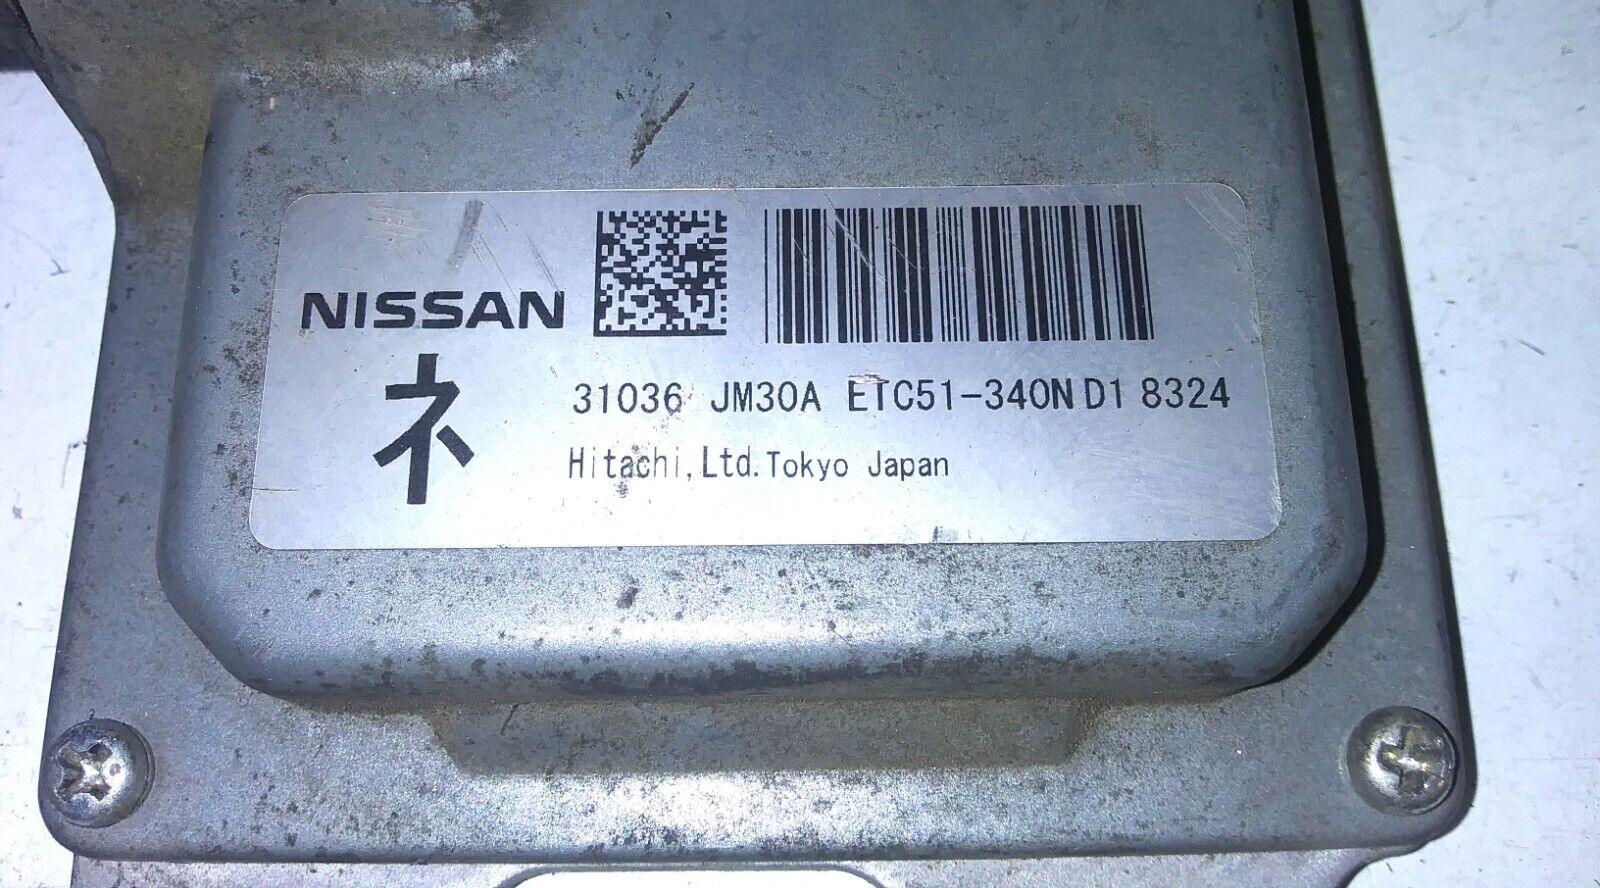 NISSAN
ネ
31036 JM30A ETC51-340N D1 8324
Hitachi, Ltd. Tokyo Japan